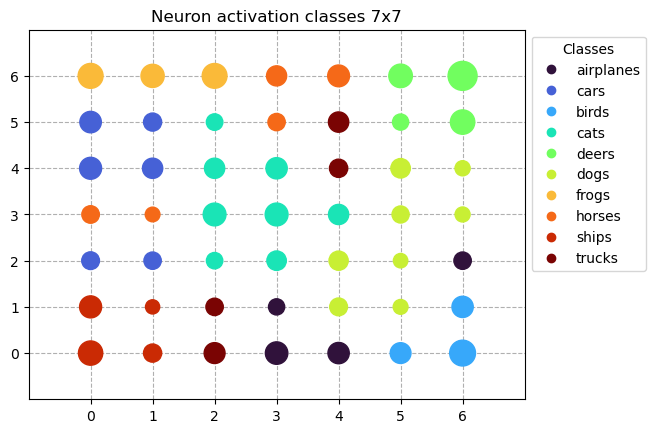 Neuron activation classes 7x7
6
5
4
3
2
1
0
0 1 2 3 4 5 6
Classes
airplanes
cars
birds
cats
deers
dogs
frogs
horses
ships
trucks